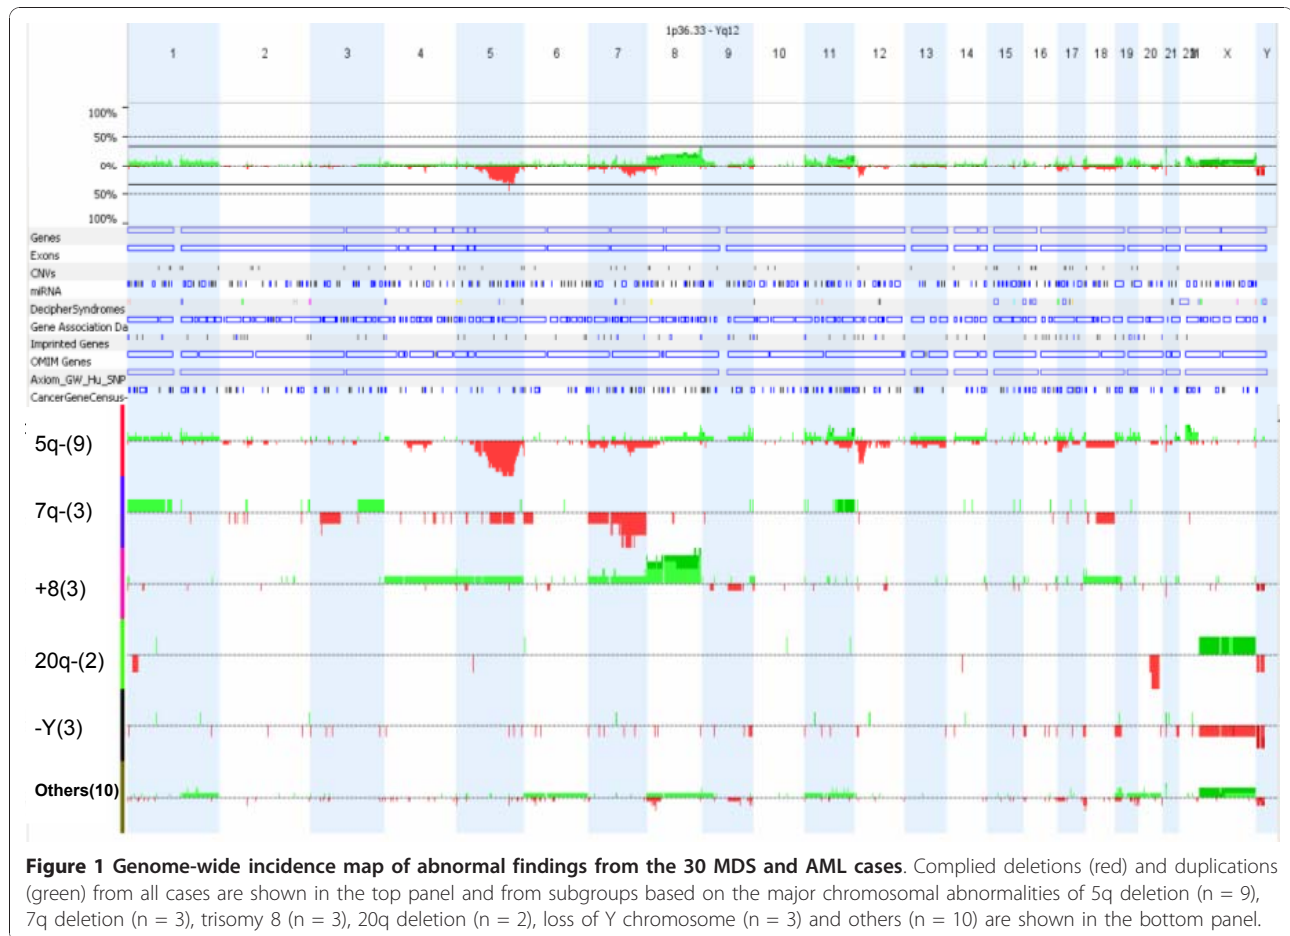 1p36.33 - Yq12
1 2 3 4 5 6 7 8 9 10 11 12 13 14 15 16 17 18 19 20 21 X Y
100%
50%
0%
50%
100%
Genes
Exons
CNVs
miRNA
DecipherSyndromes
Gene Association Da
Imprinted Genes
OMIM Genes
Axiom_GW_Hu_SNP
CancerGeneCensus-
5q-(9)
7q-(3)
+8(3)
20q-(2)
-Y(3)
Others(10)
Figure 1 Genome-wide incidence map of abnormal findings from the 30 MDS and AML cases. Complied deletions (red) and duplications
(green) from all cases are shown in the top panel and from subgroups based on the major chromosomal abnormalities of 5q deletion (n = 9),
7q deletion (n = 3), trisomy 8 (n = 3), 20q deletion (n = 2), loss of Y chromosome (n = 3) and others (n = 10) are shown in the bottom panel.